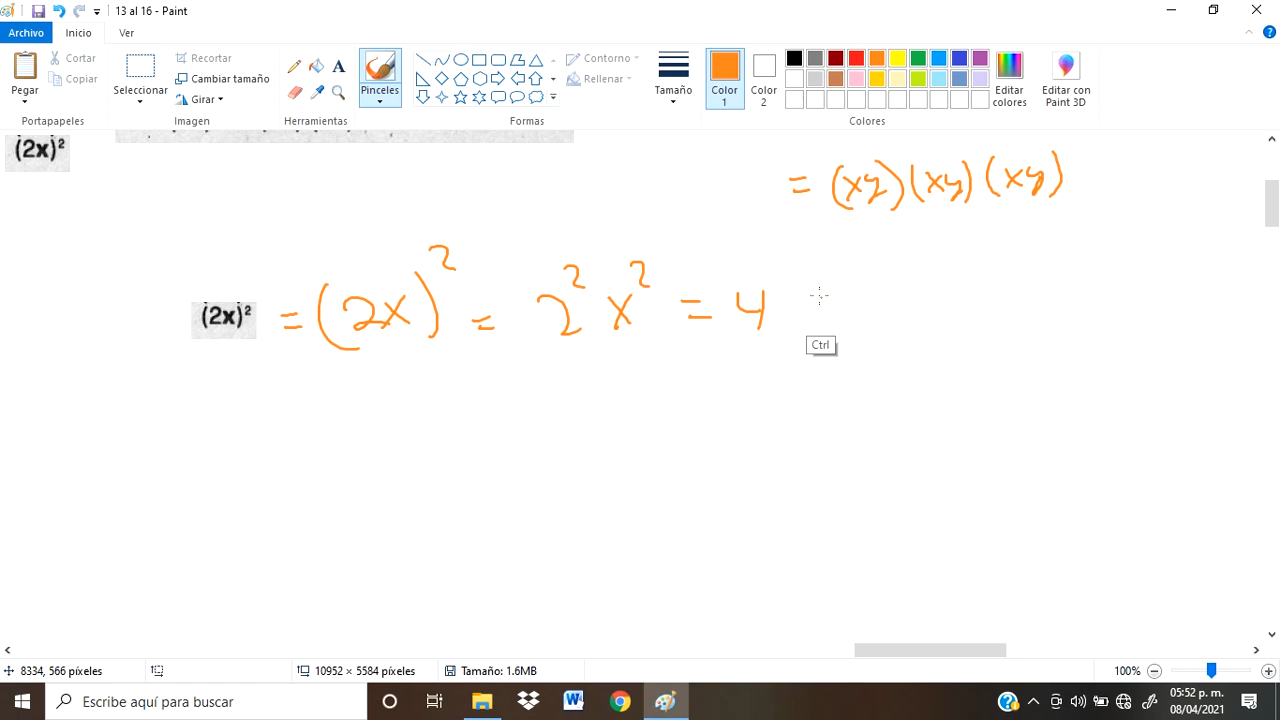 13 al 16 - Paint
Archivo Inicio Ver
Pegar
Cortar
Copiar
Portapapeles
Seleccionar
Recortar
Cambiar tamaño
Girar
Imagen
A
Pinceles
Herramientas
Contorno
Rellenar
Formas
Tamaño
Color 1
Color 2
Editar colores
Editar con Paint 3D
Colores
(2x)²
= (xy)(xy)(xy)
(2x)² = (2x)² = 2² x² = 4
Ctrl
8334, 566 píxeles
10952 × 5584 píxeles
Tamaño: 1.6MB
100%
Escribe aquí para buscar
05:52 p. m.
08/04/2021